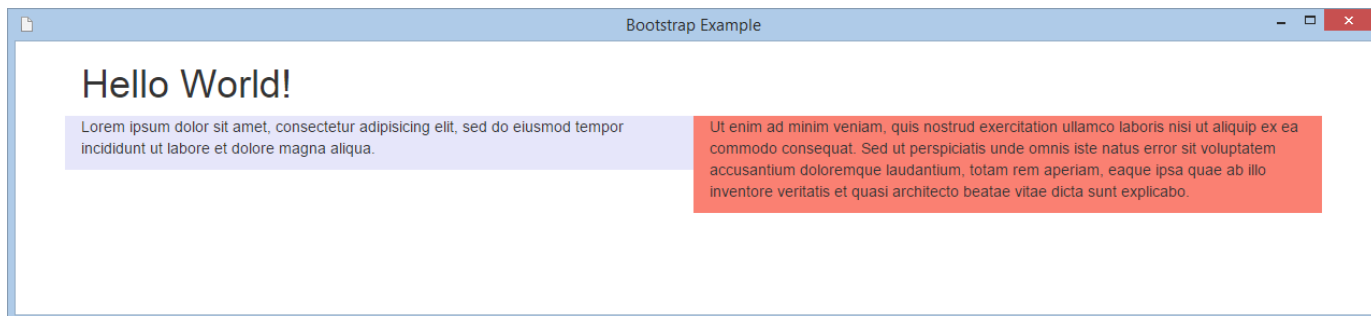 Bootstrap Example
Hello World!
Lorem ipsum dolor sit amet, consectetur adipisicing elit, sed do eiusmod tempor
incididunt ut labore et dolore magna aliqua.
Ut enim ad minim veniam, quis nostrud exercitation ullamco laboris nisi ut aliquip ex ea
commodo consequat. Sed ut perspiciatis unde omnis iste natus error sit voluptatem
accusantium doloremque laudantium, totam rem aperiam, eaque ipsa quae ab illo
inventore veritatis et quasi architecto beatae vitae dicta sunt explicabo.